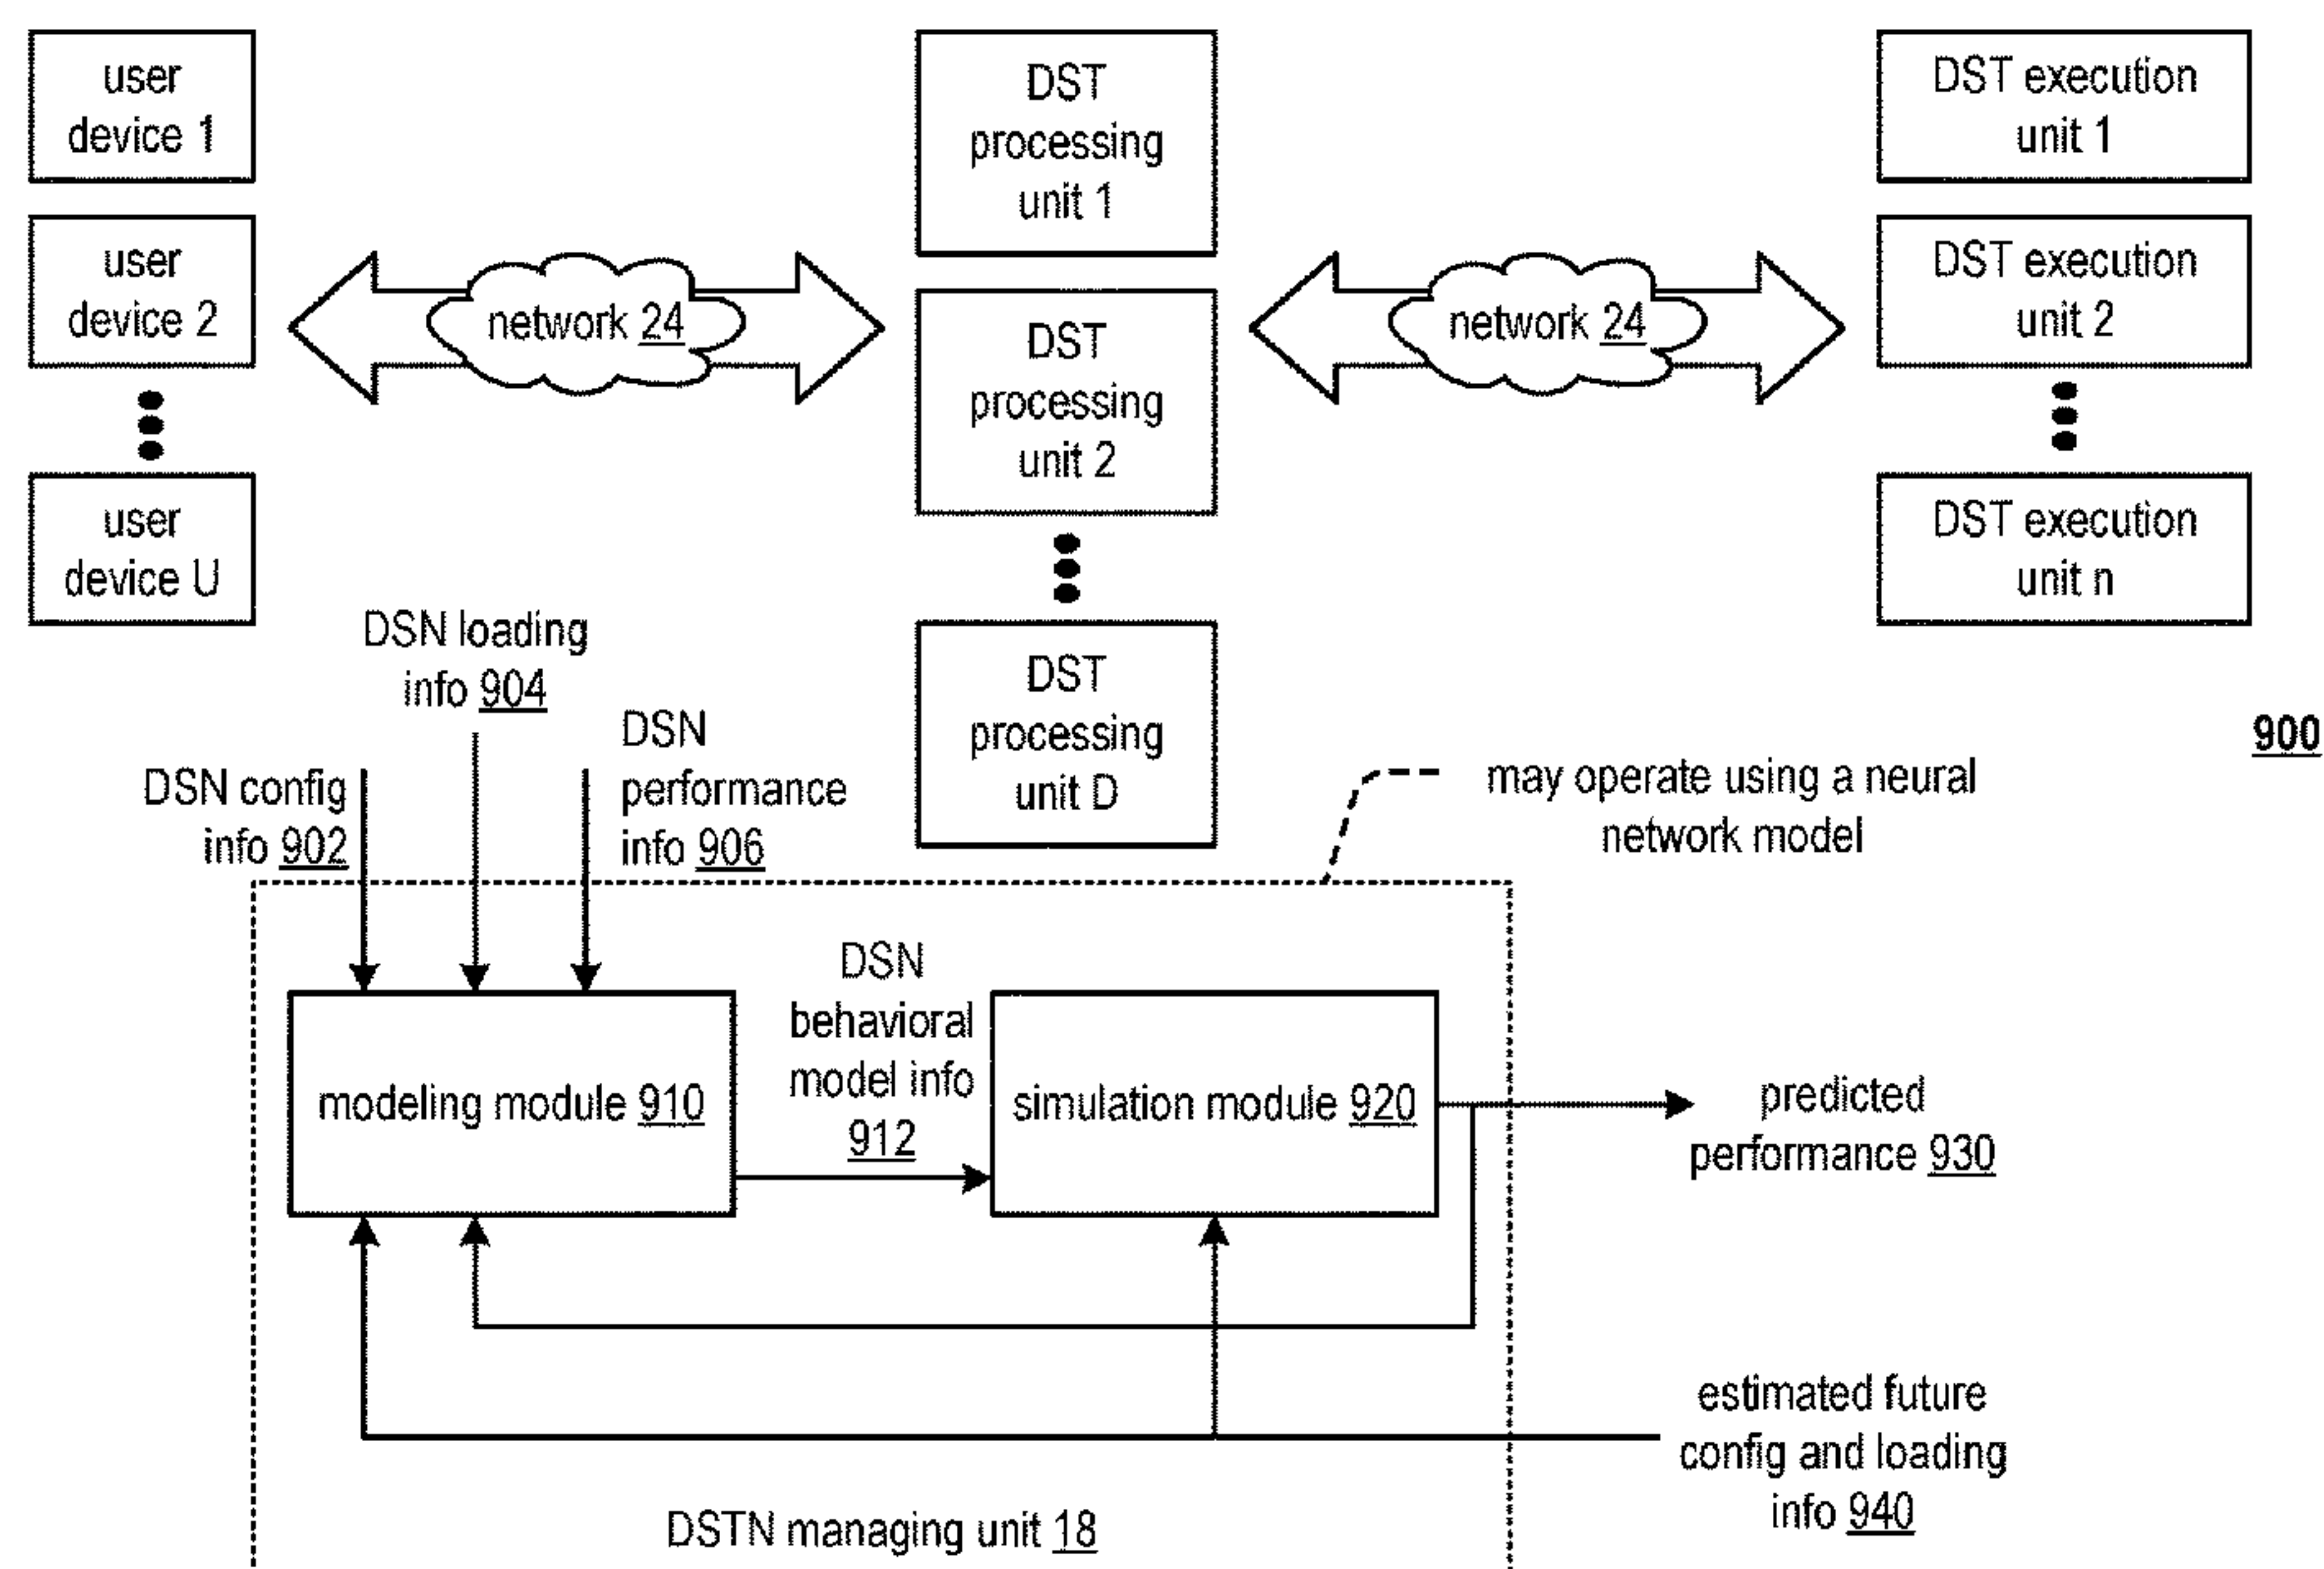 user
device 1
user
device 2
user
device U
network 24
DST
processing
unit 1
DST
processing
unit 2
DST
processing
unit D
network 24
DST execution
unit 1
DST execution
unit 2
DST execution
unit n
900
DSN loading
info 904
DSN config
info 902
DSN
performance
info 906
may operate using a neural
network model
modeling module 910
DSN
behavioral
model info
912
simulation module 920
predicted
performance 930
estimated future
config and loading
info 940
DSTN managing unit 18